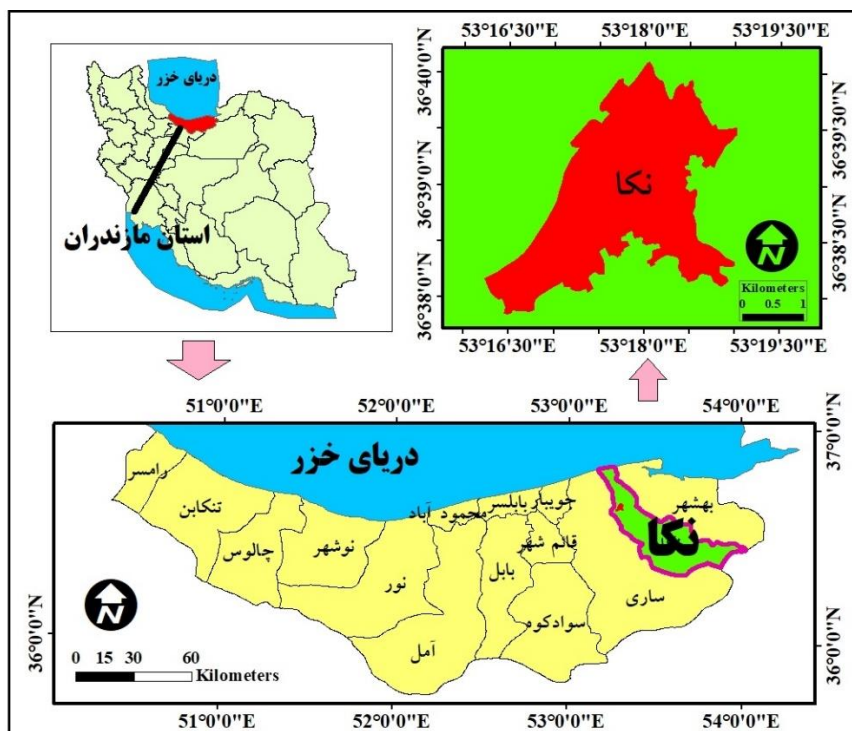 دریای خزر
استان مازندران
53°16'30"E 53°18'0"E 53°19'30"E
36°40'0"N
36°39'0"N
36°38'0"N
36°39'30"N
36°38'30"N
نکا
N
Kilometers
0 0.5 1
53°16'30"E 53°18'0"E 53°19'30"E
51°0'0"E 52°0'0"E 53°0'0"E 54°0'0"E
37°0'0"N
36°0'0"N
36°0'0"N
دریای خزر
رامسر
تنکابن
چالوس
نوشهر
نور
آمل
محمود آباد
بابلسر
بابل
جویبار
قائم شهر
سوادکوه
ساری
نکا
بهشهر
N
0 15 30 60
Kilometers
51°0'0"E 52°0'0"E 53°0'0"E 54°0'0"E